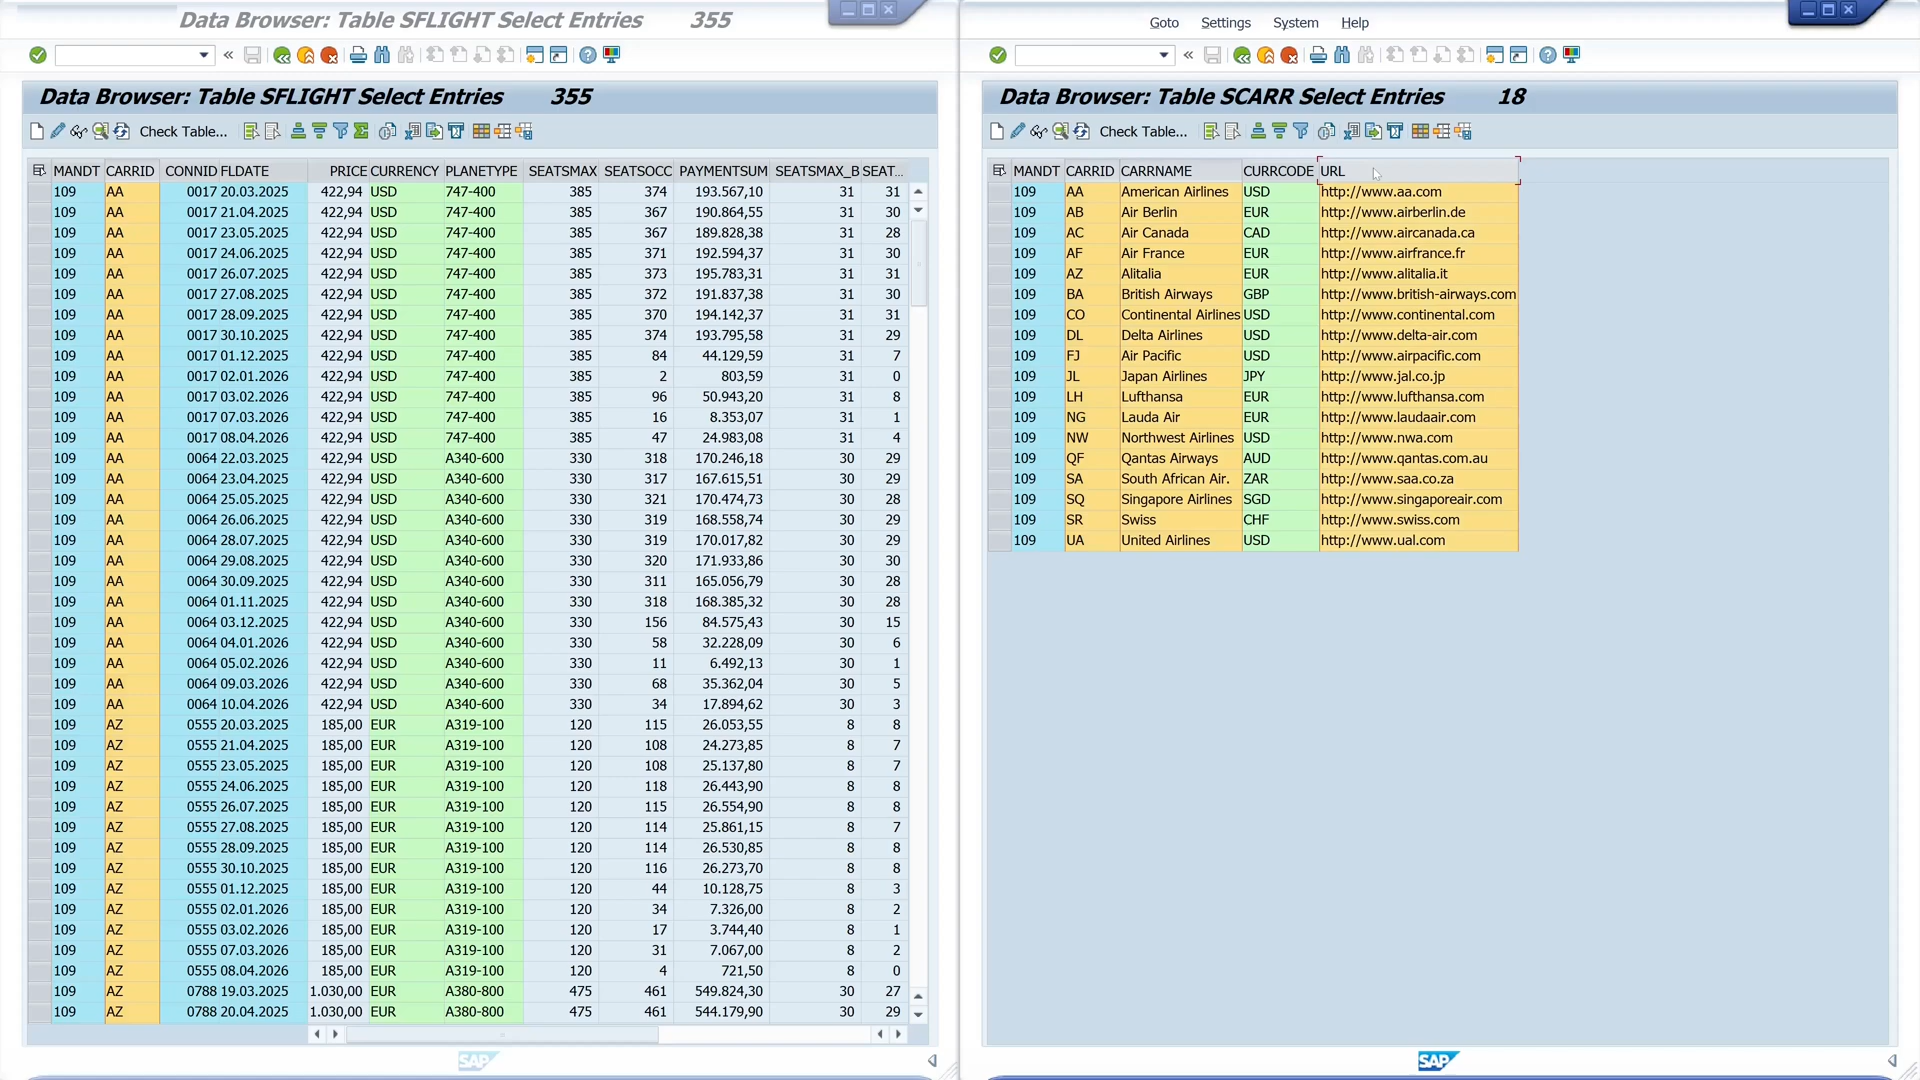 Data Browser: Table SFLIGHT Select Entries 355
Data Browser: Table SFLIGHT Select Entries 355
Check Table...
MANDT CARRID CONNID FLDATE PRICE CURRENCY PLANETYPE SEATSMAX SEATSOCC PAYMENTSUM SEATSMAX_B SEAT...
109 AA 0017 20.03.2025 422,94 USD 747-400 385 374 193.567,10 31 31
109 AA 0017 21.04.2025 422,94 USD 747-400 385 367 190.864,55 31 30
109 AA 0017 23.05.2025 422,94 USD 747-400 385 367 189.828,38 31 28
109 AA 0017 24.06.2025 422,94 USD 747-400 385 371 192.594,37 31 30
109 AA 0017 26.07.2025 422,94 USD 747-400 385 373 195.783,31 31 31
109 AA 0017 27.08.2025 422,94 USD 747-400 385 372 191.837,38 31 30
109 AA 0017 28.09.2025 422,94 USD 747-400 385 370 194.142,37 31 31
109 AA 0017 30.10.2025 422,94 USD 747-400 385 374 193.795,58 31 29
109 AA 0017 01.12.2025 422,94 USD 747-400 385 84 44.129,59 31 7
109 AA 0017 02.01.2026 422,94 USD 747-400 385 2 803,59 31 0
109 AA 0017 03.02.2026 422,94 USD 747-400 385 96 50.943,20 31 8
109 AA 0017 07.03.2026 422,94 USD 747-400 385 16 8.353,07 31 1
109 AA 0017 08.04.2026 422,94 USD 747-400 385 47 24.983,08 31 4
109 AA 0064 22.03.2025 422,94 USD A340-600 330 318 170.246,18 30 29
109 AA 0064 23.04.2025 422,94 USD A340-600 330 317 167.615,51 30 29
109 AA 0064 25.05.2025 422,94 USD A340-600 330 321 170.474,73 30 28
109 AA 0064 26.06.2025 422,94 USD A340-600 330 319 168.558,74 30 29
109 AA 0064 28.07.2025 422,94 USD A340-600 330 319 170.017,82 30 29
109 AA 0064 29.08.2025 422,94 USD A340-600 330 320 171.933,86 30 30
109 AA 0064 30.09.2025 422,94 USD A340-600 330 311 165.056,79 30 28
109 AA 0064 01.11.2025 422,94 USD A340-600 330 318 168.385,32 30 28
109 AA 0064 03.12.2025 422,94 USD A340-600 330 156 84.575,43 30 15
109 AA 0064 04.01.2026 422,94 USD A340-600 330 58 32.228,09 30 6
109 AA 0064 05.02.2026 422,94 USD A340-600 330 11 6.492,13 30 1
109 AA 0064 09.03.2026 422,94 USD A340-600 330 68 35.362,04 30 5
109 AA 0064 10.04.2026 422,94 USD A340-600 330 34 17.894,62 30 3
109 AZ 0555 20.03.2025 185,00 EUR A319-100 120 115 26.053,55 8 8
109 AZ 0555 21.04.2025 185,00 EUR A319-100 120 108 24.273,85 8 7
109 AZ 0555 23.05.2025 185,00 EUR A319-100 120 108 25.137,80 8 7
109 AZ 0555 24.06.2025 185,00 EUR A319-100 120 118 26.443,90 8 8
109 AZ 0555 26.07.2025 185,00 EUR A319-100 120 115 26.554,90 8 8
109 AZ 0555 27.08.2025 185,00 EUR A319-100 120 114 25.861,15 8 7
109 AZ 0555 28.09.2025 185,00 EUR A319-100 120 114 26.530,85 8 8
109 AZ 0555 30.10.2025 185,00 EUR A319-100 120 116 26.273,70 8 8
109 AZ 0555 01.12.2025 185,00 EUR A319-100 120 44 10.128,75 8 3
109 AZ 0555 02.01.2026 185,00 EUR A319-100 120 34 7.326,00 8 2
109 AZ 0555 03.02.2026 185,00 EUR A319-100 120 17 3.744,40 8 1
109 AZ 0555 07.03.2026 185,00 EUR A319-100 120 31 7.067,00 8 2
109 AZ 0555 08.04.2026 185,00 EUR A319-100 120 4 721,50 8 0
109 AZ 0788 19.03.2025 1.030,00 EUR A380-800 475 461 549.824,30 30 27
109 AZ 0788 20.04.2025 1.030,00 EUR A380-800 475 461 544.179,90 30 29
SAP
Goto Settings System Help
Data Browser: Table SCARR Select Entries 18
Check Table...
MANDT CARRID CARRNAME CURRCODE URL
109 AA American Airlines USD http://www.aa.com
109 AB Air Berlin EUR http://www.airberlin.de
109 AC Air Canada CAD http://www.aircanada.ca
109 AF Air France EUR http://www.airfrance.fr
109 AZ Alitalia EUR http://www.alitalia.it
109 BA British Airways GBP http://www.british-airways.com
109 CO Continental Airlines USD http://www.continental.com
109 DL Delta Airlines USD http://www.delta-air.com
109 FJ Air Pacific USD http://www.airpacific.com
109 JL Japan Airlines JPY http://www.jal.co.jp
109 LH Lufthansa EUR http://www.lufthansa.com
109 NG Lauda Air EUR http://www.laudaair.com
109 NW Northwest Airlines USD http://www.nwa.com
109 QF Qantas Airways AUD http://www.qantas.com.au
109 SA South African Air. ZAR http://www.saa.co.za
109 SQ Singapore Airlines SGD http://www.singaporeair.com
109 SR Swiss CHF http://www.swiss.com
109 UA United Airlines USD http://www.ual.com
SAP